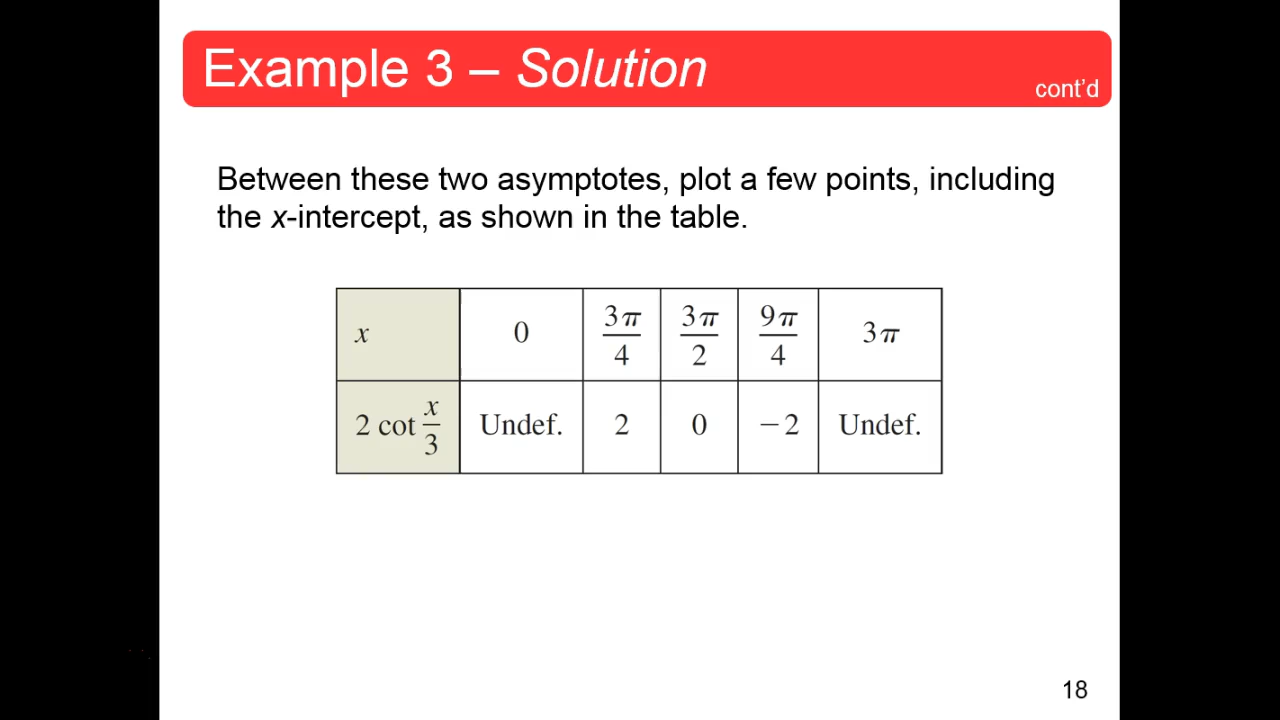 Example 3 – Solution
cont'd
Between these two asymptotes, plot a few points, including
the x-intercept, as shown in the table.
x 0 3π/4 3π/2 9π/4 3π
2 cot x/3 Undef. 2 0 −2 Undef.
18